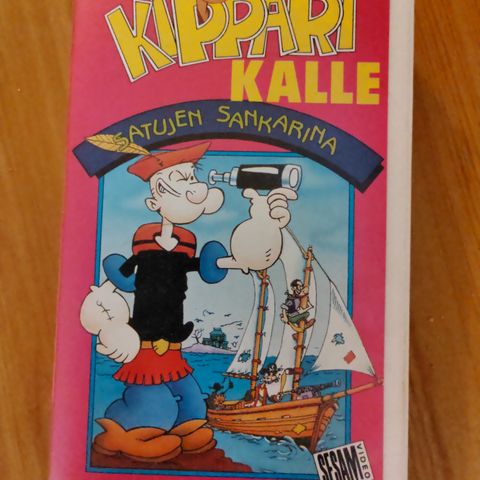 KIPPARI
KALLE
SATUJEN SANKARINA
SESAM
VIDEO